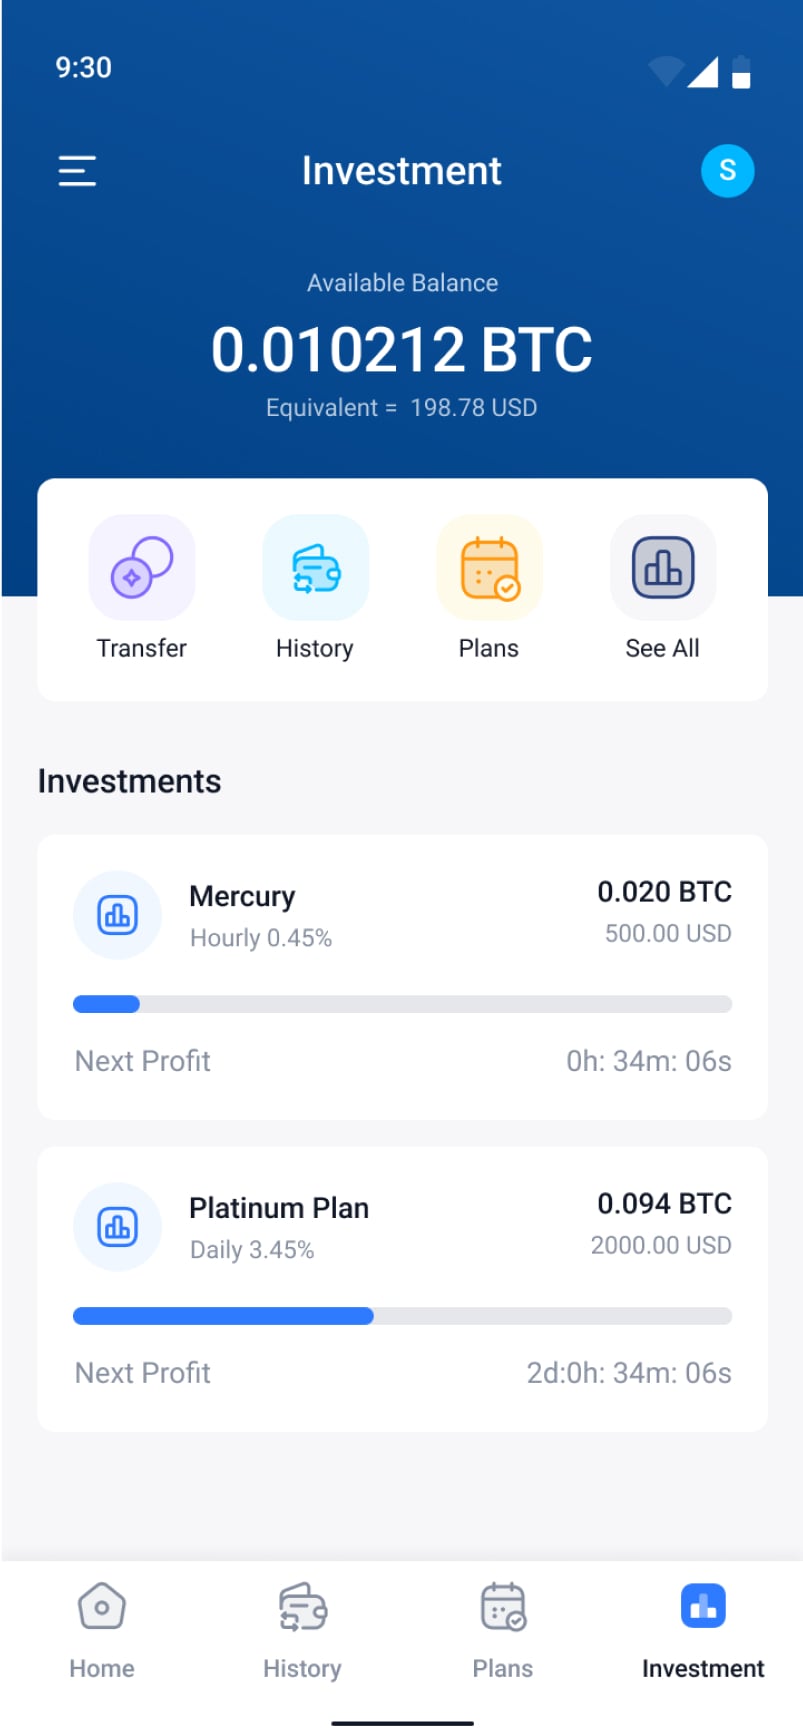 9:30
Investment
S
Available Balance
0.010212 BTC
Equivalent = 198.78 USD
Transfer
History
Plans
See All
Investments
Mercury
0.020 BTC
Hourly 0.45%
500.00 USD
Next Profit
0h: 34m: 06s
Platinum Plan
0.094 BTC
Daily 3.45%
2000.00 USD
Next Profit
2d:0h: 34m: 06s
Home
History
Plans
Investment